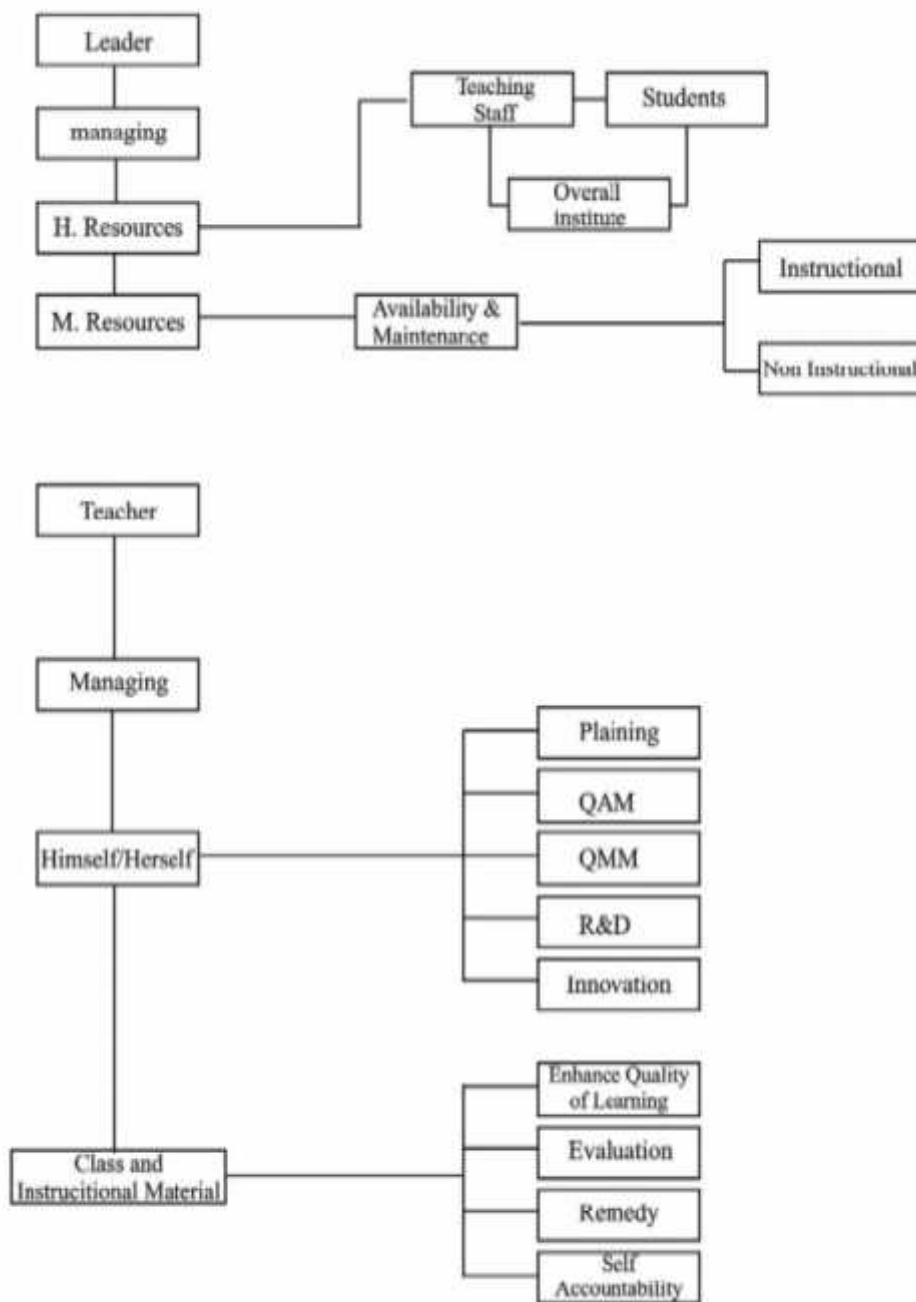 Leader
managing
H. Resources
M. Resources
Teaching
Staff
Students
Overall
institute
Availability &
Maintenance
Instructional
Non Instructional
Teacher
Managing
Himself/Herself
Plaining
QAM
QMM
R&D
Innovation
Class and
Instrucitional Material
Enhance Quality
of Learning
Evaluation
Remedy
Self
Accountability